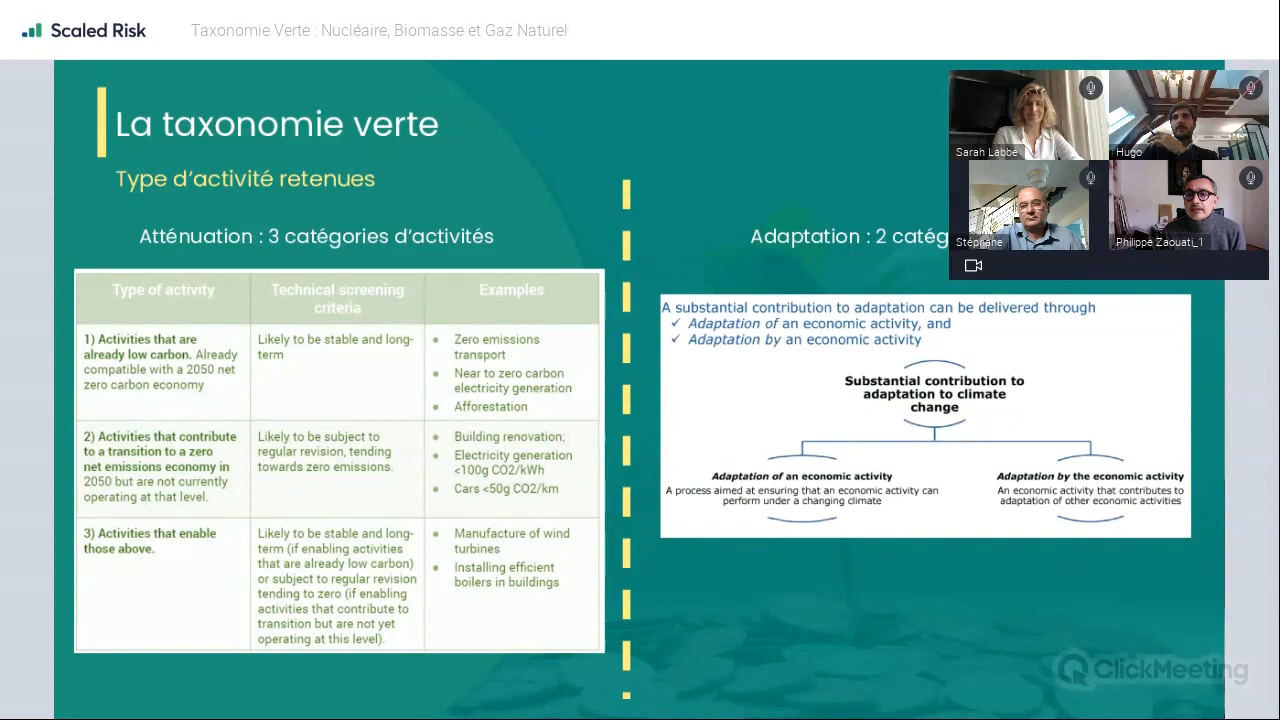 Scaled Risk
Taxonomie Verte : Nucléaire, Biomasse et Gaz Naturel
La taxonomie verte
Type d'activité retenues
Atténuation : 3 catégories d'activités
Type of activity
Technical screening
criteria
Examples
1) Activities that are
already low carbon. Already
compatible with a 2050 net
zero carbon economy
Likely to be stable and long-
term
Zero emissions
transport
Near to zero carbon
electricity generation
Afforestation
2) Activities that contribute
to a transition to a zero
net emissions economy in
2050 but are not currently
operating at that level.
Likely to be subject to
regular revision, tending
towards zero emissions.
Building renovation;
Electricity generation
<100g CO2/kWh
Cars <50g CO2/km
3) Activities that enable
those above.
Likely to be stable and long-
term (if enabling activities
that are already low carbon)
or subject to regular revision
tending to zero (if enabling
activities that contribute to
transition but are not yet
operating at this level).
Manufacture of wind
turbines
Installing efficient
boilers in buildings
Adaptation : 2 catég
A substantial contribution to adaptation can be delivered through
✓ Adaptation of an economic activity, and
✓ Adaptation by an economic activity
Substantial contribution to
adaptation to climate
change
Adaptation of an economic activity
A process aimed at ensuring that an economic activity can
perform under a changing climate
Adaptation by the economic activity
An economic activity that contributes to
adaptation of other economic activities
Sarah Labbé
Hugo
Stéphane
Philippe Zaouati_1
ClickMeeting